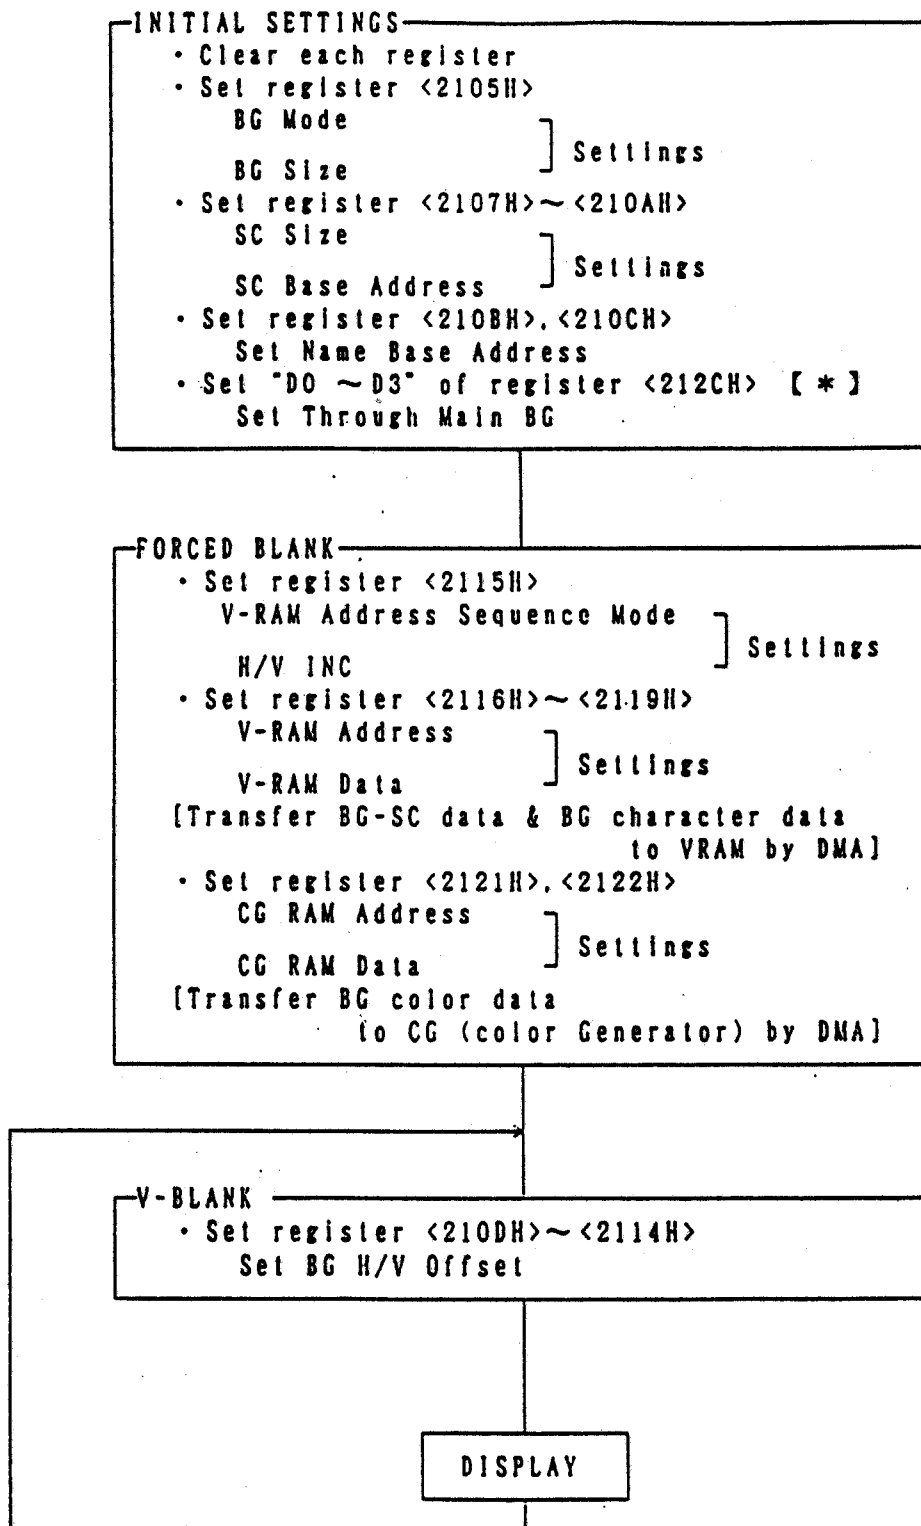 INITIAL SETTINGS
・Clear each register
・Set register <2105H>
BG Mode
Settings
BG Size
・Set register <2107H>~<210AH>
SC Size
Settings
SC Base Address
・Set register <210BH>,<210CH>
Set Name Base Address
・Set "D0 ~D3" of register <212CH> 【*】
Set Through Main BG
FORCED BLANK
・Set register <2115H>
V-RAM Address Sequence Mode
Settings
H/V INC
・Set register <2116H>~<2119H>
V-RAM Address
Settings
V-RAM Data
[Transfer BG-SC data & BG character data
to VRAM by DMA]
・Set register <2121H>,<2122H>
CG RAM Address
Settings
CG RAM Data
[Transfer BG color data
to CG (color Generator) by DMA]
V-BLANK
・Set register <210DH>~<2114H>
Set BG H/V Offset
DISPLAY